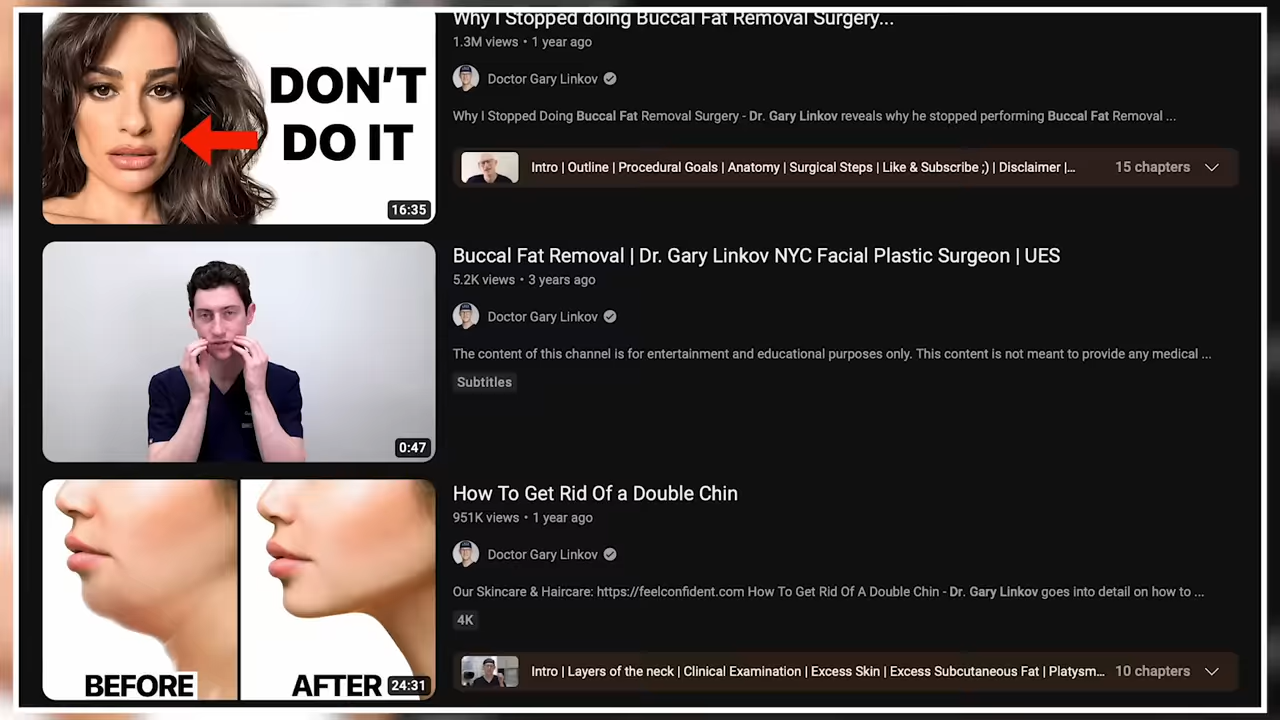 Why I Stopped doing Buccal Fat Removal Surgery...
1.3M views • 1 year ago
Doctor Gary Linkov
Why I Stopped Doing Buccal Fat Removal Surgery - Dr. Gary Linkov reveals why he stopped performing Buccal Fat Removal ...
Intro | Outline | Procedural Goals | Anatomy | Surgical Steps | Like & Subscribe ;) | Disclaimer |...
15 chapters
DON'T
DO IT
16:35
Buccal Fat Removal | Dr. Gary Linkov NYC Facial Plastic Surgeon | UES
5.2K views • 3 years ago
Doctor Gary Linkov
The content of this channel is for entertainment and educational purposes only. This content is not meant to provide any medical ...
Subtitles
0:47
How To Get Rid Of a Double Chin
951K views • 1 year ago
Doctor Gary Linkov
Our Skincare & Haircare: https://feelconfident.com How To Get Rid Of A Double Chin - Dr. Gary Linkov goes into detail on how to ...
4K
Intro | Layers of the neck | Clinical Examination | Excess Skin | Excess Subcutaneous Fat | Platysm...
10 chapters
BEFORE
AFTER
24:31